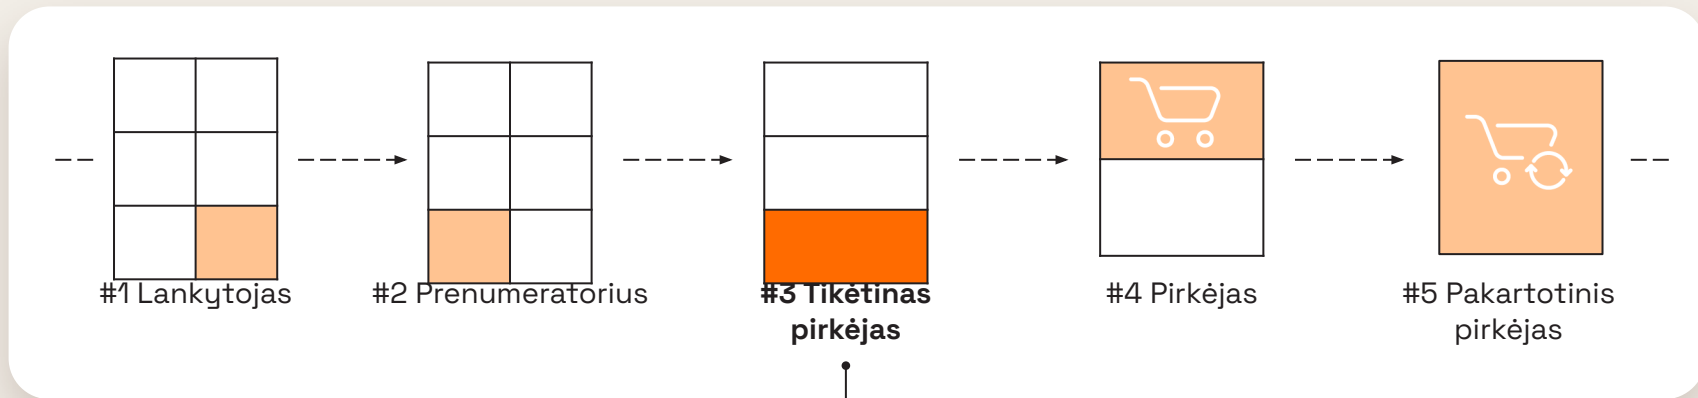 #1 Lankytojas
#2 Prenumeratorius
#3 Tikėtinas
pirkėjas
#4 Pirkėjas
#5 Pakartotinis
pirkėjas